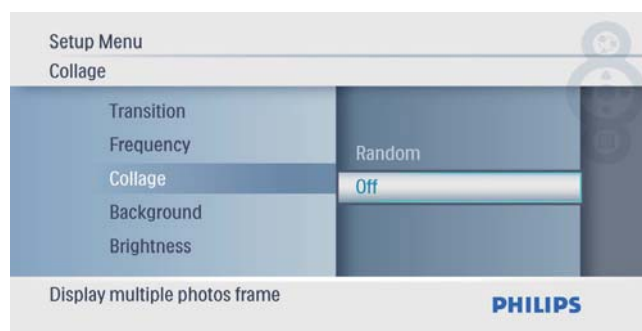 Setup Menu
Collage
Transition
Frequency
Collage
Background
Brightness
Random
Off
Display multiple photos frame
PHILIPS